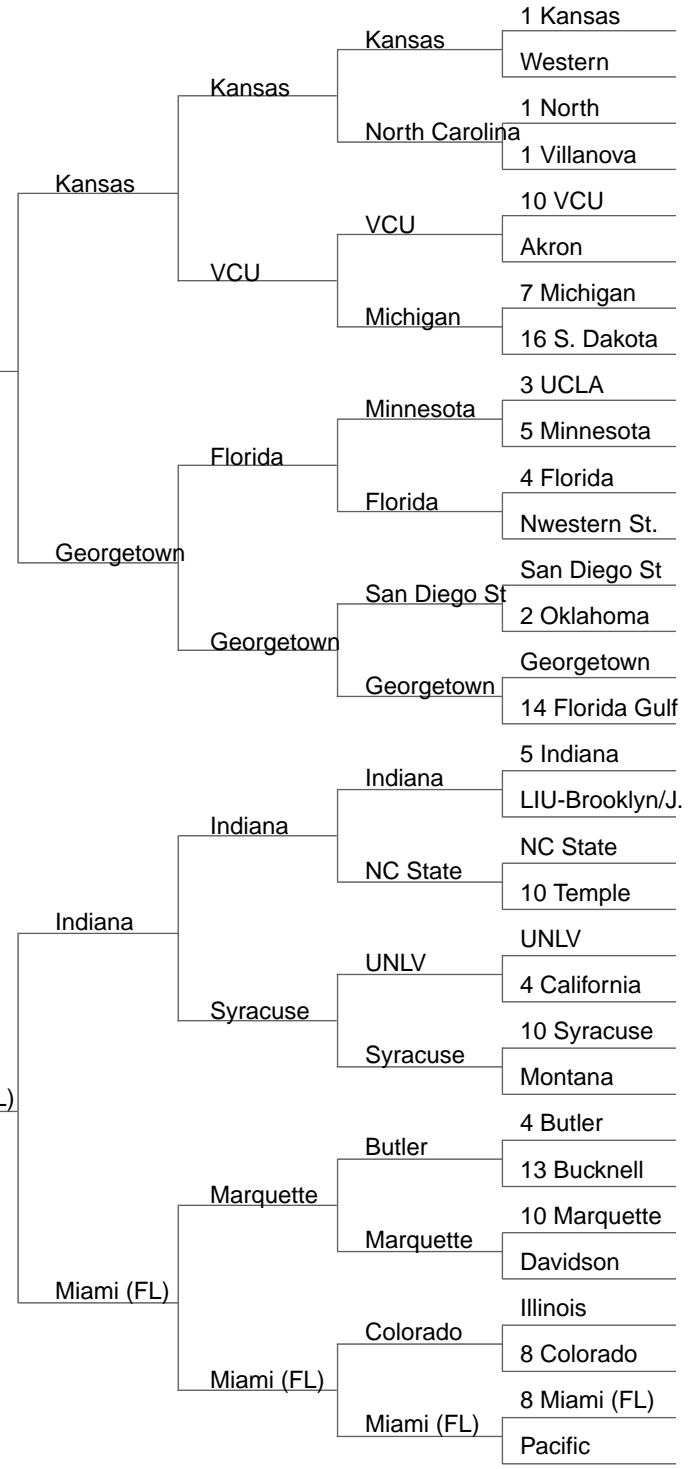 1 Kansas
Kansas
Western
Kansas
1 North
North Carolina
1 Villanova
Kansas
10 VCU
VCU
Akron
VCU
7 Michigan
Michigan
16 S. Dakota
3 UCLA
Minnesota
5 Minnesota
Florida
4 Florida
Florida
Nwestern St.
Georgetown
San Diego St
San Diego St
2 Oklahoma
Georgetown
Georgetown
Georgetown
14 Florida Gulf
5 Indiana
Indiana
LIU-Brooklyn/J.
Indiana
NC State
NC State
10 Temple
Indiana
UNLV
UNLV
4 California
Syracuse
10 Syracuse
Syracuse
Montana
L)
4 Butler
Butler
13 Bucknell
Marquette
10 Marquette
Marquette
Davidson
Miami (FL)
Illinois
Colorado
8 Colorado
Miami (FL)
8 Miami (FL)
Miami (FL)
Pacific